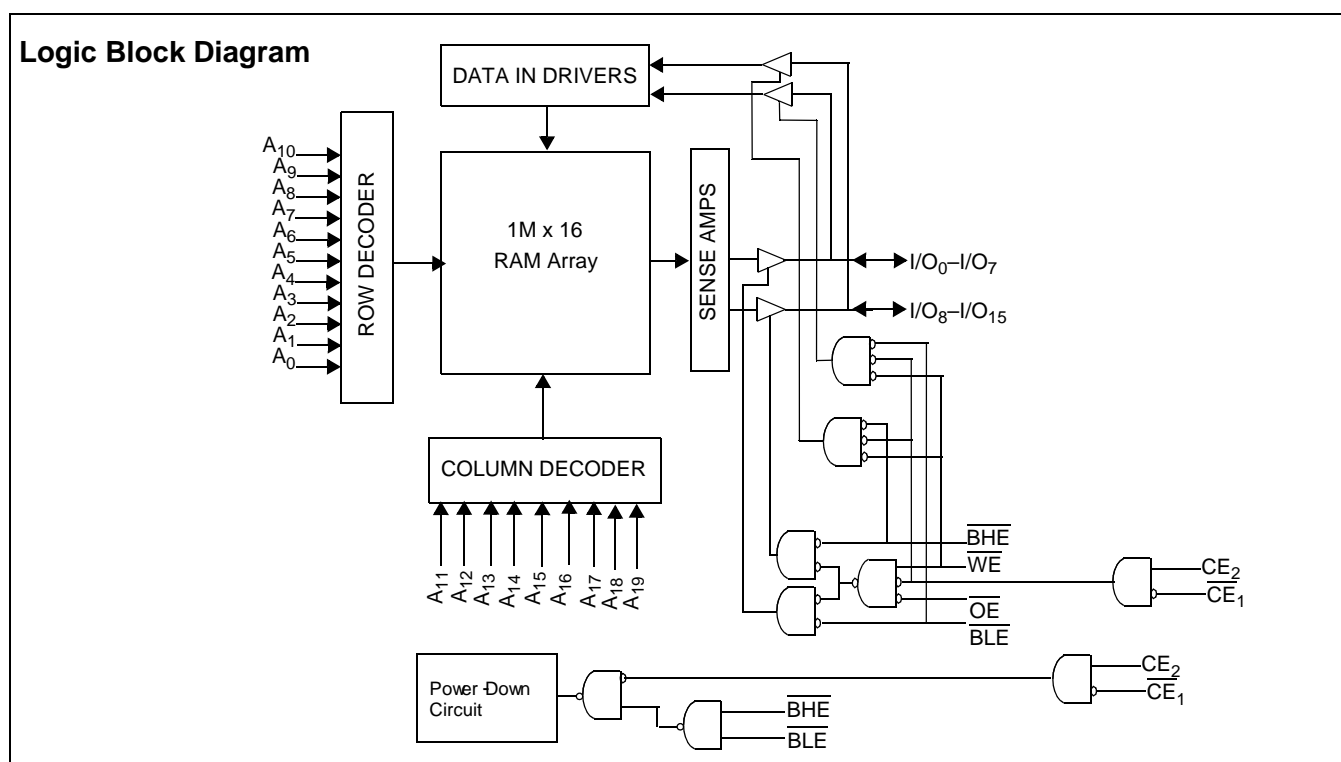 Logic Block Diagram
DATA IN DRIVERS
A10
A9
A8
A7
A6
A5
A4
A3
A2
A1
A0
ROW DECODER
1M x 16
RAM Array
SENSE AMPS
I/O0–I/O7
I/O8–I/O15
COLUMN DECODER
A11
A12
A13
A14
A15
A16
A17
A18
A19
BHE
WE
OE
BLE
CE2
CE1
Power -Down
Circuit
BHE
BLE
CE2
CE1